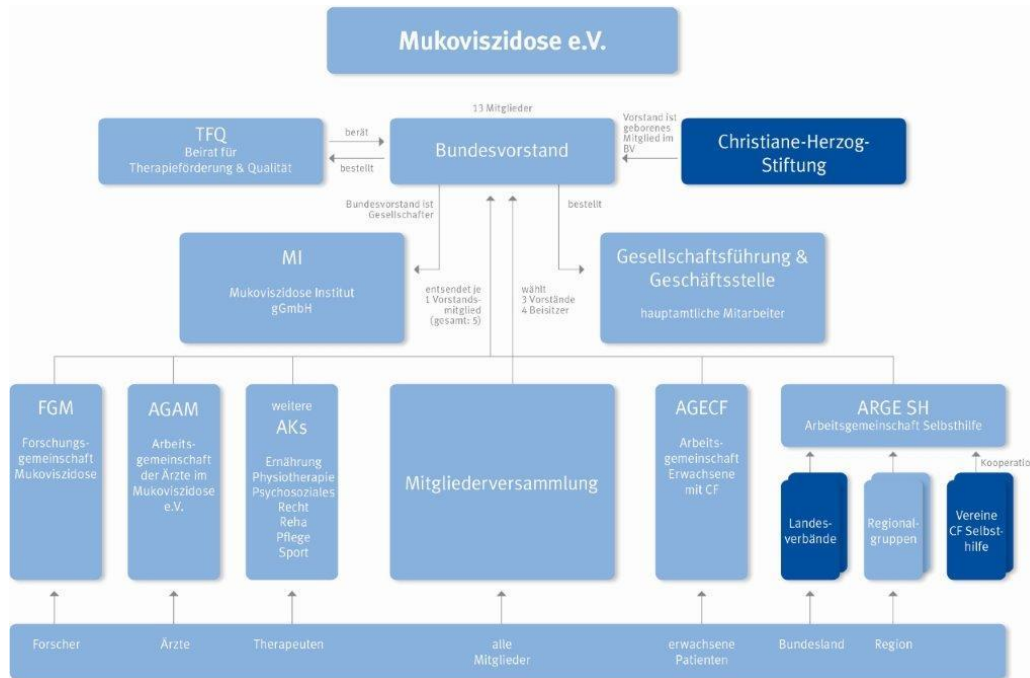 Mukoviszidose e.V.
13 Mitglieder
TFQ
Beirat für
Therapieförderung & Qualität
berät
bestellt
Bundesvorstand
Vorstand ist
geborenes
Mitglied im
BV
Christiane-Herzog-
Stiftung
Bundesvorstand ist
Gesellschafter
bestellt
MI
Mukoviszidose Institut
gGmbH
entsendet je
1 Vorstands-
mitglied
(gesamt: 5)
wählt
3 Vorstände
4 Beisitzer
Gesellschaftsführung &
Geschäftsstelle
hauptamtliche Mitarbeiter
FGM
Forschungs-
gemeinschaft
Mukoviszidose
AGAM
Arbeits-
gemeinschaft
der Ärzte im
Mukoviszidose
e.V.
weitere
AKs
Ernährung
Physiotherapie
Psychosoziales
Recht
Reha
Pflege
Sport
Mitgliederversammlung
AGECF
Arbeits-
gemeinschaft
Erwachsene
mit CF
ARGE SH
Arbeitsgemeinschaft Selbsthilfe
Kooperatio
Landes-
verbände
Regional-
gruppen
Vereine
CF Selbst-
hilfe
Forscher
Ärzte
Therapeuten
alle
Mitglieder
erwachsene
Patienten
Bundesland
Region